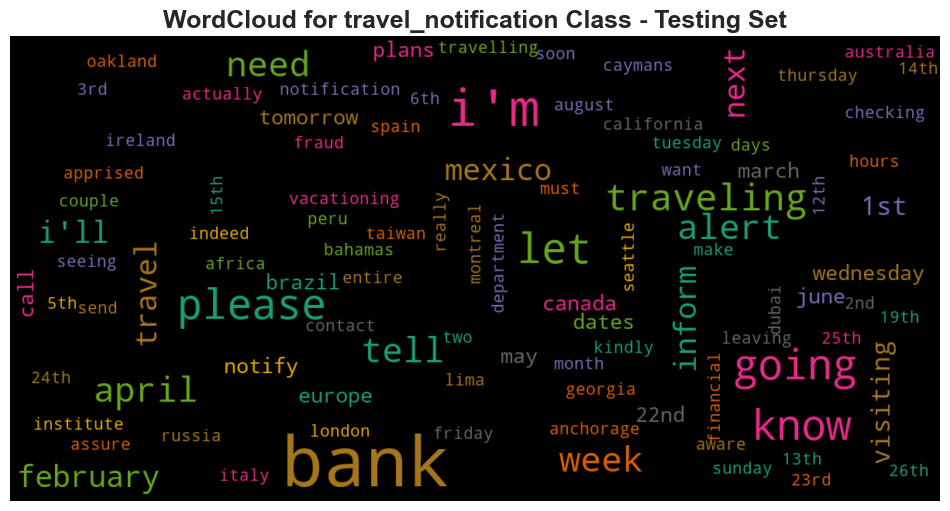 WordCloud for travel_notification Class - Testing Set
oakland
need
plans
travelling
soon
caymans
next
australia
thursday
14th
3rd
actually
notification
6th
i'm
august
checking
tomorrow
spain
california
ireland
fraud
tuesday
days
mexico
want
march
hours
apprised
must
traveling
12th
1st
couple
15th
vacationing
really
montreal
department
i'll
peru
indeed
taiwan
let
alert
seeing
africa
bahamas
seattle
make
wednesday
call
travel
brazil
entire
inform
june
2nd
5th
send
please
canada
dubai
19th
contact
dates
tell
two
kindly
leaving
25th
may
month
going
visiting
24th
notify
lima
georgia
april
europe
financial
22nd
institute
london
friday
anchorage
know
assure
russia
aware
bank
week
13th
sunday
february
italy
23rd
26th